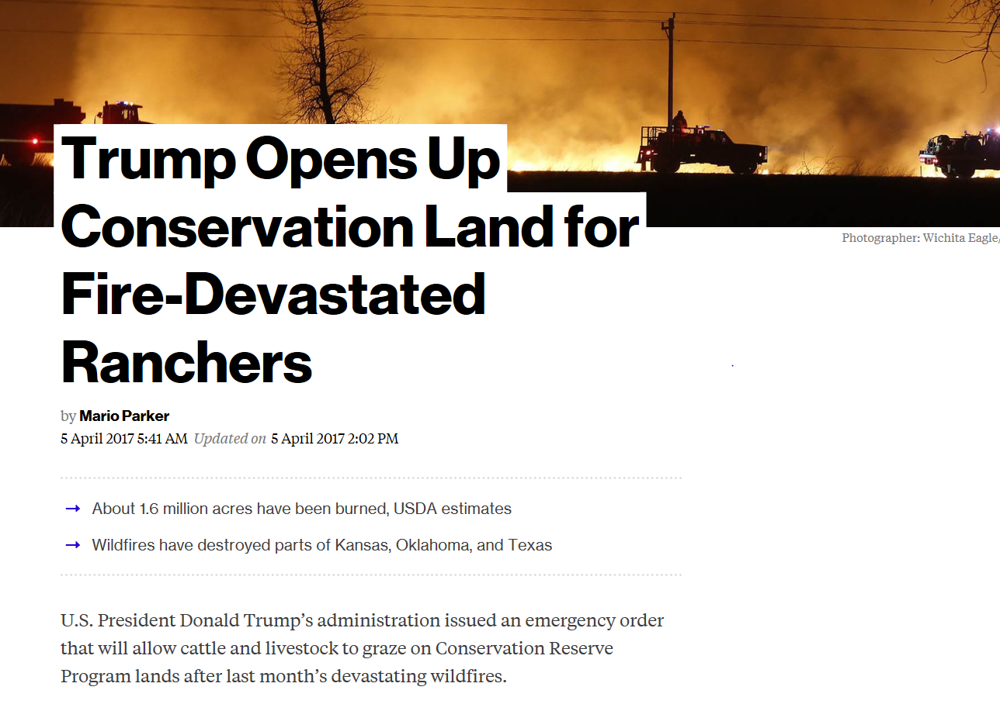 Trump Opens Up
Conservation Land for
Fire-Devastated
Ranchers
Photographer: Wichita Eagle/
by Mario Parker
5 April 2017 5:41 AM Updated on 5 April 2017 2:02 PM
→ About 1.6 million acres have been burned, USDA estimates
→ Wildfires have destroyed parts of Kansas, Oklahoma, and Texas
U.S. President Donald Trump’s administration issued an emergency order
that will allow cattle and livestock to graze on Conservation Reserve
Program lands after last month’s devastating wildfires.